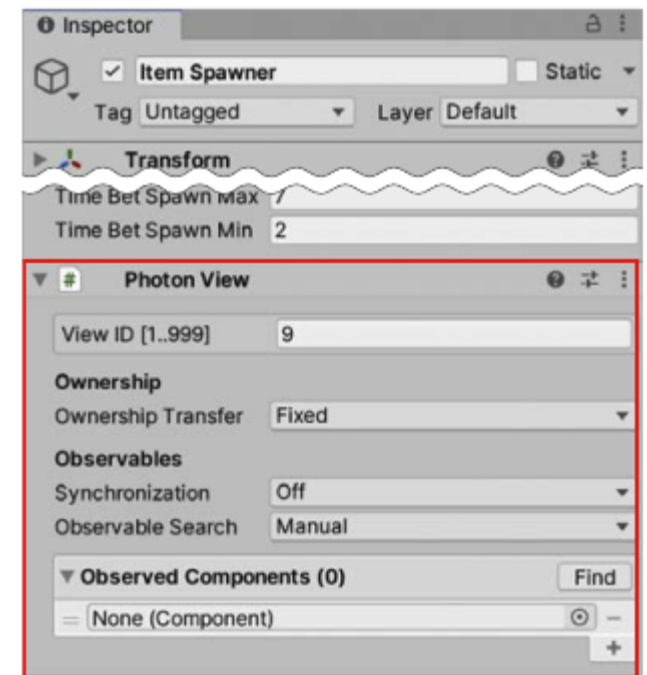 Inspector
Item Spawner Static
Tag Untagged Layer Default
Transform
Time Bet Spawn Max 7
Time Bet Spawn Min 2
# Photon View
View ID [1..999] 9
Ownership
Ownership Transfer Fixed
Observables
Synchronization Off
Observable Search Manual
Observed Components (0) Find
None (Component)